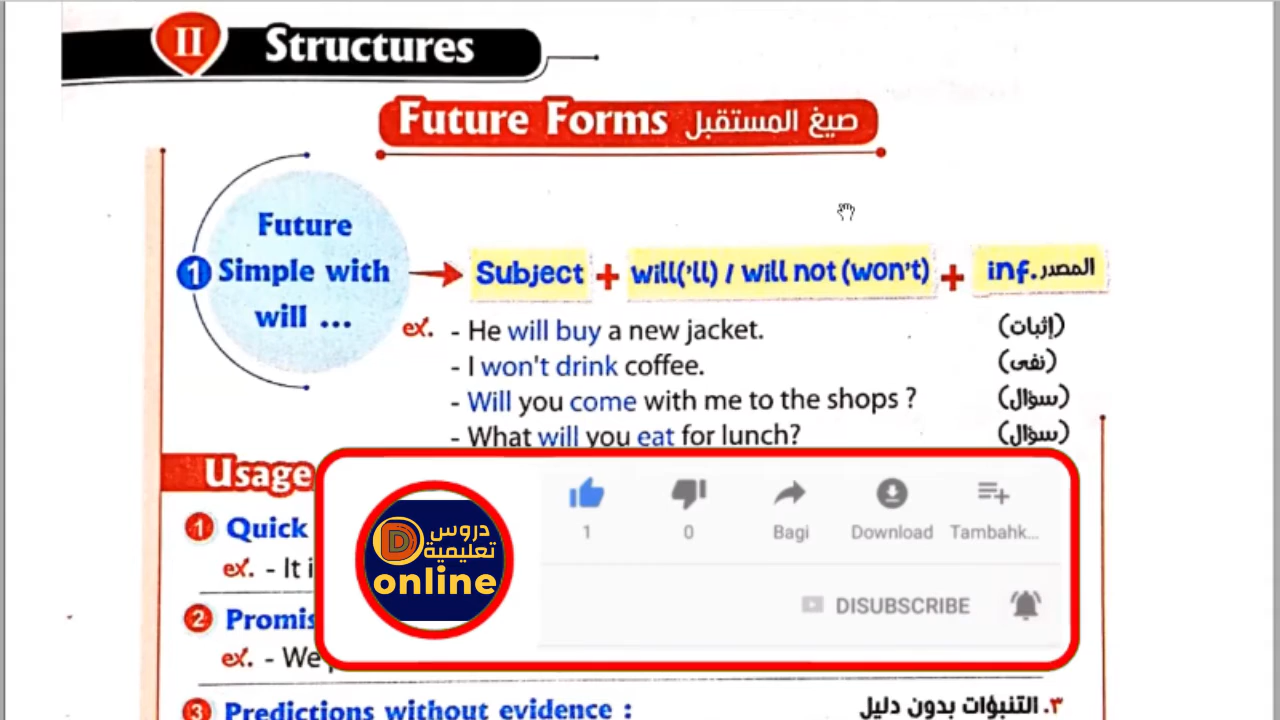 II Structures
Future Forms صيغ المستقبل
1 Future Simple with will ...
Subject + will('ll) / will not (won't) + inf. المصدر
ex. - He will buy a new jacket. (إثبات)
- I won't drink coffee. (نفى)
- Will you come with me to the shops ? (سؤال)
- What will you eat for lunch? (سؤال)
Usage
1 Quick
ex. - It i
2 Promis
ex. - We
3 Predictions without evidence : ٣. التنبؤات بدون دليل
D دروس تعليمية online
1 0 Bagi Download Tambahk...
DISUBSCRIBE